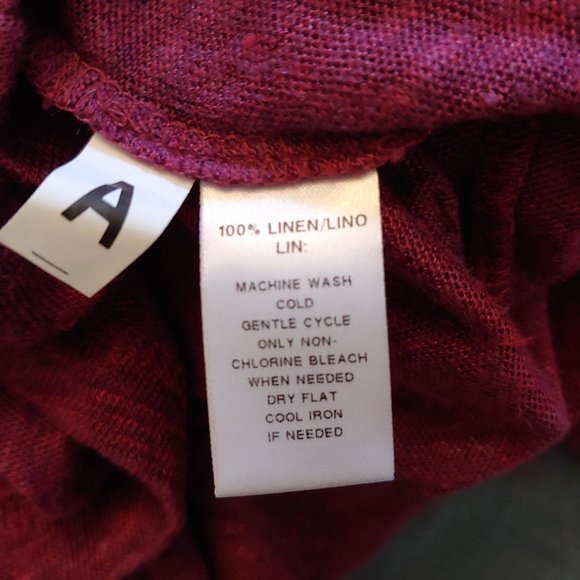 A
100% LINEN/LINO
LIN:
MACHINE WASH
COLD
GENTLE CYCLE
ONLY NON-
CHLORINE BLEACH
WHEN NEEDED
DRY FLAT
COOL IRON
IF NEEDED